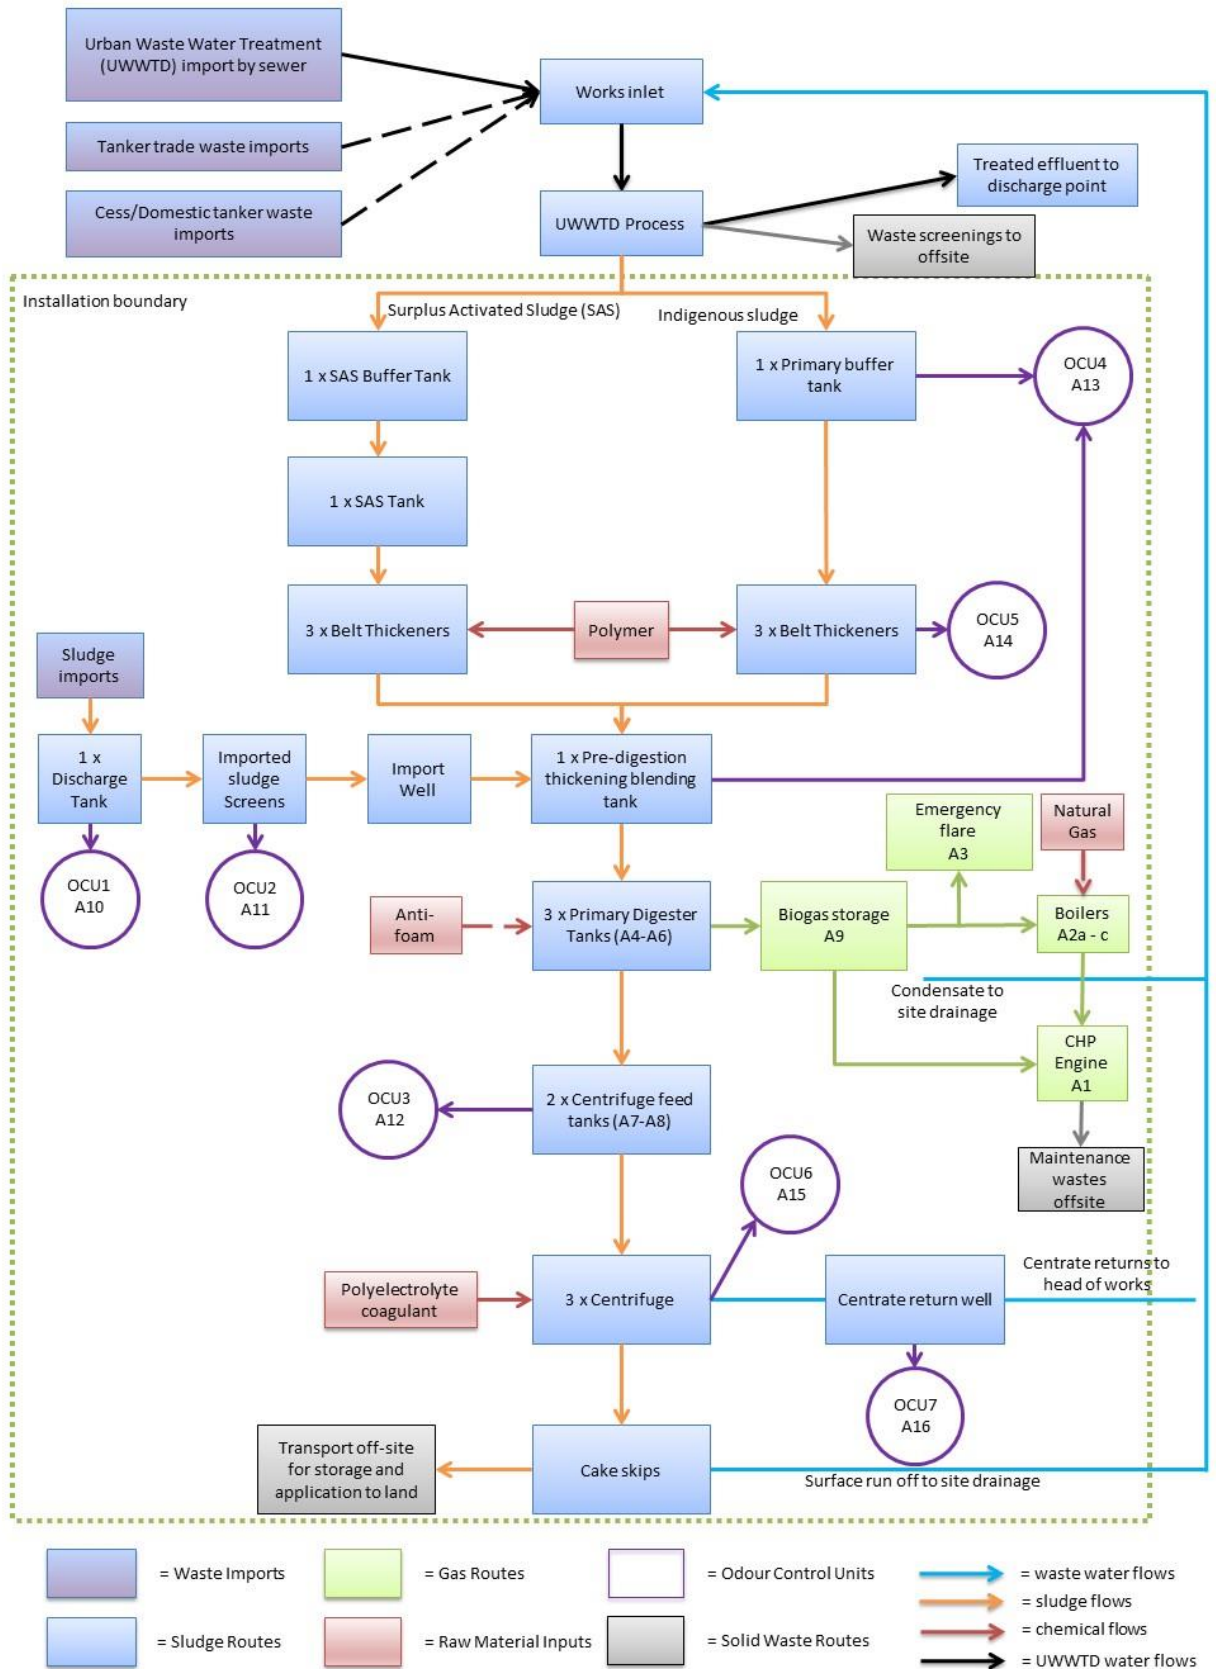 Urban Waste Water Treatment
(UWWTD) import by sewer
Works inlet
Tanker trade waste imports
Cess/Domestic tanker waste
imports
UWWTD Process
Treated effluent to
discharge point
Waste screenings to
offsite
Installation boundary
Surplus Activated Sludge (SAS)
Indigenous sludge
1 x SAS Buffer Tank
1 x Primary buffer
tank
OCU4
A13
1 x SAS Tank
3 x Belt Thickeners
Polymer
3 x Belt Thickeners
OCU5
A14
Sludge
imports
1 x
Discharge
Tank
Imported
sludge
Screens
Import
Well
1 x Pre-digestion
thickening blending
tank
OCU1
A10
OCU2
A11
Emergency
flare
A3
Natural
Gas
Anti-
foam
3 x Primary Digester
Tanks (A4-A6)
Biogas storage
A9
Boilers
A2a - c
Condensate to
site drainage
CHP
Engine
A1
OCU3
A12
2 x Centrifuge feed
tanks (A7-A8)
Maintenance
wastes
offsite
OCU6
A15
Polyelectrolyte
coagulant
3 x Centrifuge
Centrate return well
Centrate returns to
head of works
OCU7
A16
Transport off-site
for storage and
application to land
Cake skips
Surface run off to site drainage
= Waste Imports
= Gas Routes
= Odour Control Units
= waste water flows
= sludge flows
= Sludge Routes
= Raw Material Inputs
= Solid Waste Routes
= chemical flows
= UWWTD water flows